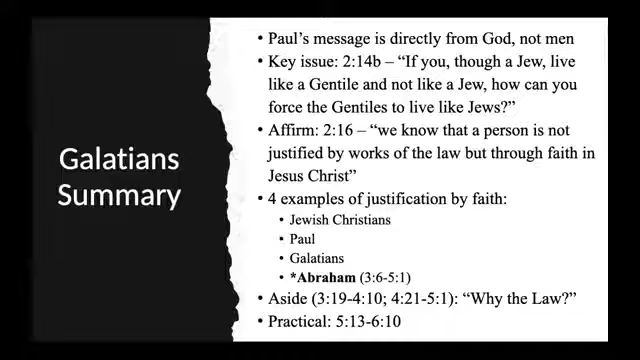 Galatians
Summary
• Paul's message is directly from God, not men
• Key issue: 2:14b – “If you, though a Jew, live
like a Gentile and not like a Jew, how can you
force the Gentiles to live like Jews?”
• Affirm: 2:16 – “we know that a person is not
justified by works of the law but through faith in
Jesus Christ”
• 4 examples of justification by faith:
• Jewish Christians
• Paul
• Galatians
• *Abraham (3:6-5:1)
• Aside (3:19-4:10; 4:21-5:1): “Why the Law?”
• Practical: 5:13-6:10